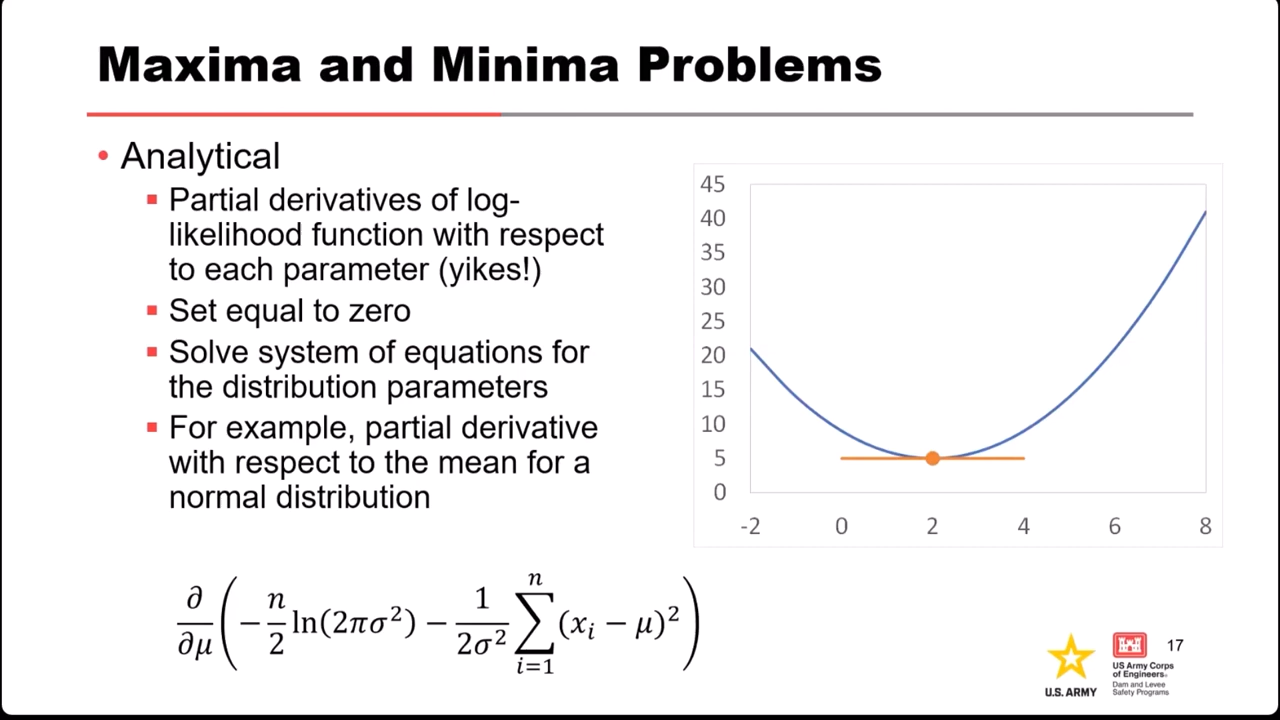 Maxima and Minima Problems
• Analytical
▪ Partial derivatives of log-
likelihood function with respect
to each parameter (yikes!)
▪ Set equal to zero
▪ Solve system of equations for
the distribution parameters
▪ For example, partial derivative
with respect to the mean for a
normal distribution
45
40
35
30
25
20
15
10
5
0
-2 0 2 4 6 8
∂/∂μ (−n/2 ln(2πσ²) − 1/2σ² ∑ i=1 n (xᵢ − μ)²)
U.S. ARMY
US Army Corps
of Engineers®
Dam and Levee
Safety Programs
17